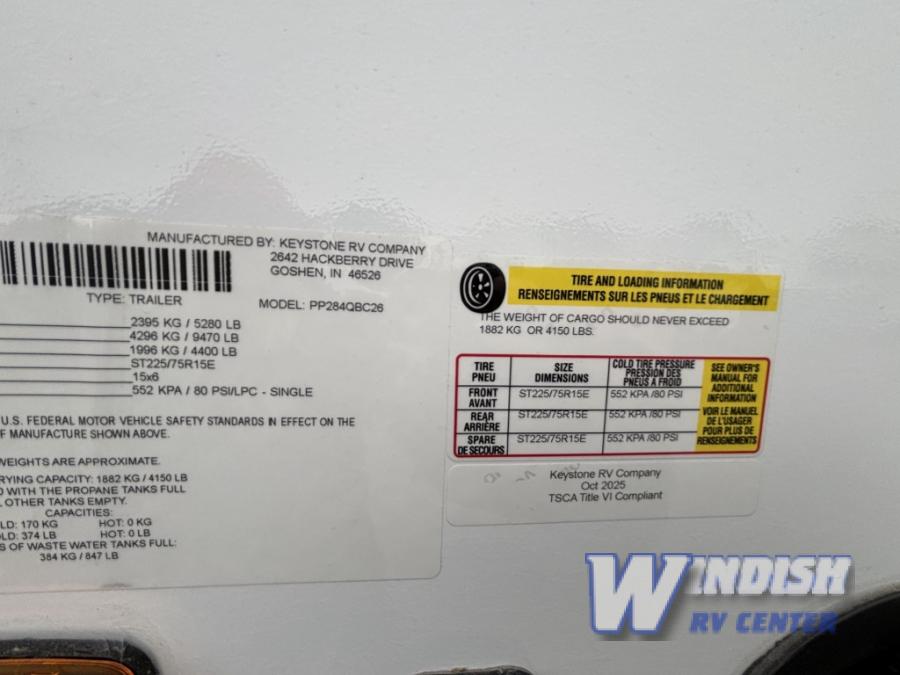 MANUFACTURED BY: KEYSTONE RV COMPANY
2642 HACKBERRY DRIVE
GOSHEN, IN 46526
TYPE: TRAILER
MODEL: PP284QBC26
2395 KG / 5280 LB
4296 KG / 9470 LB
1996 KG / 4400 LB
ST225/75R15E
15x6
552 KPA / 80 PSI/LPC - SINGLE
U.S. FEDERAL MOTOR VEHICLE SAFETY STANDARDS IN EFFECT ON THE
F MANUFACTURE SHOWN ABOVE.
WEIGHTS ARE APPROXIMATE.
RYING CAPACITY: 1882 KG / 4150 LB
D WITH THE PROPANE TANKS FULL
L OTHER TANKS EMPTY.
CAPACITIES:
LD: 170 KG HOT: 0 KG
OLD: 374 LB HOT: 0 LB
S OF WASTE WATER TANKS FULL:
384 KG / 847 LB
TIRE AND LOADING INFORMATION
RENSEIGNEMENTS SUR LES PNEUS ET LE CHARGEMENT
THE WEIGHT OF CARGO SHOULD NEVER EXCEED
1882 KG OR 4150 LBS.
TIRE
PNEU
SIZE
DIMENSIONS
COLD TIRE PRESSURE
PRESSION DES
PNEUS A FROID
FRONT
AVANT
ST225/75R15E
552 KPA /80 PSI
REAR
ARRIÈRE
ST225/75R15E
552 KPA /80 PSI
SPARE
DE SECOURS
ST225/75R15E
552 KPA /80 PSI
SEE OWNER'S
MANUAL FOR
ADDITIONAL
INFORMATION
VOIR LE MANUEL
DE L'USAGER
POUR PLUS DE
RENSEIGNEMENTS
Keystone RV Company
Oct 2025
TSCA Title VI Compliant
WINDISH
RV CENTER